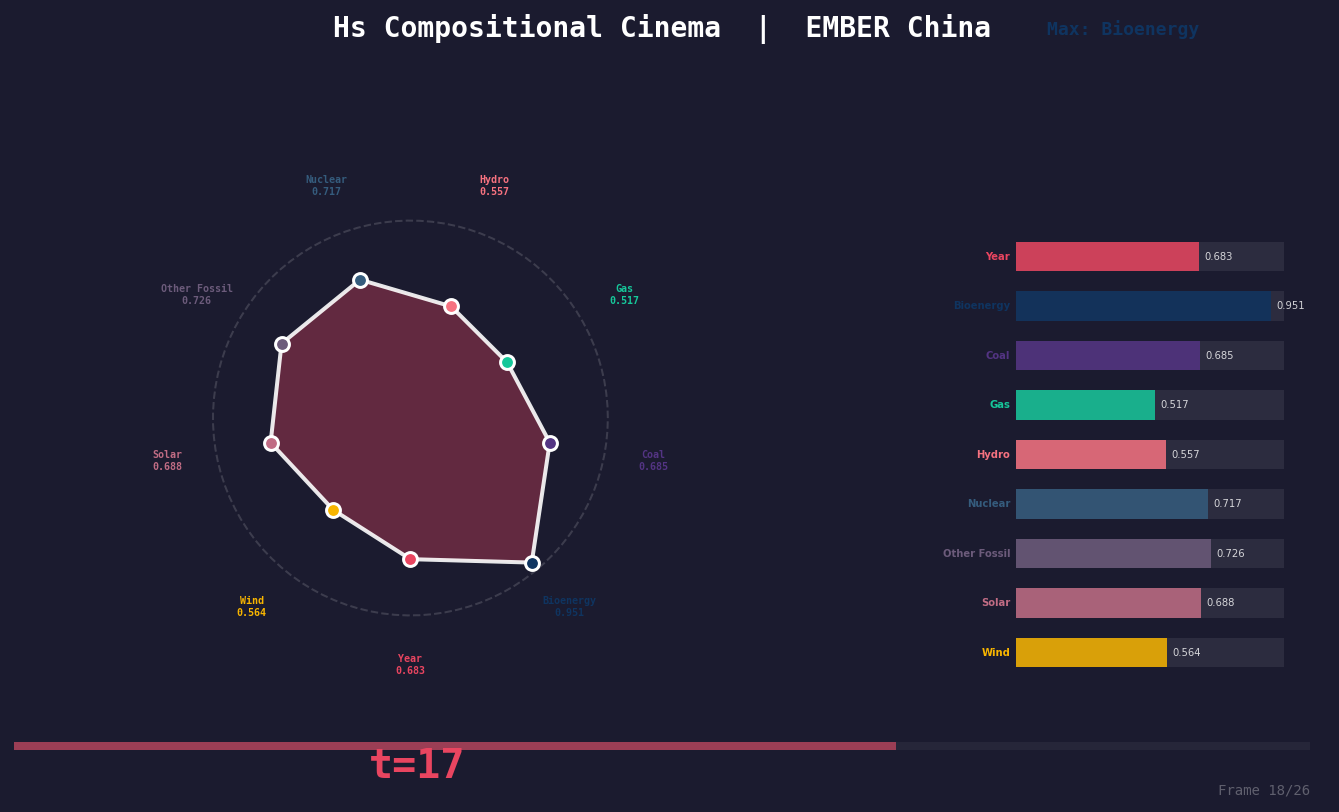 Hs Compositional Cinema | EMBER China
Max: Bioenergy
Nuclear
0.717
Hydro
0.557
Other Fossil
0.726
Gas
0.517
Solar
0.688
Coal
0.685
Wind
0.564
Bioenergy
0.951
Year
0.683
Year
0.683
Bioenergy
0.951
Coal
0.685
Gas
0.517
Hydro
0.557
Nuclear
0.717
Other Fossil
0.726
Solar
0.688
Wind
0.564
t=17
Frame 18/26